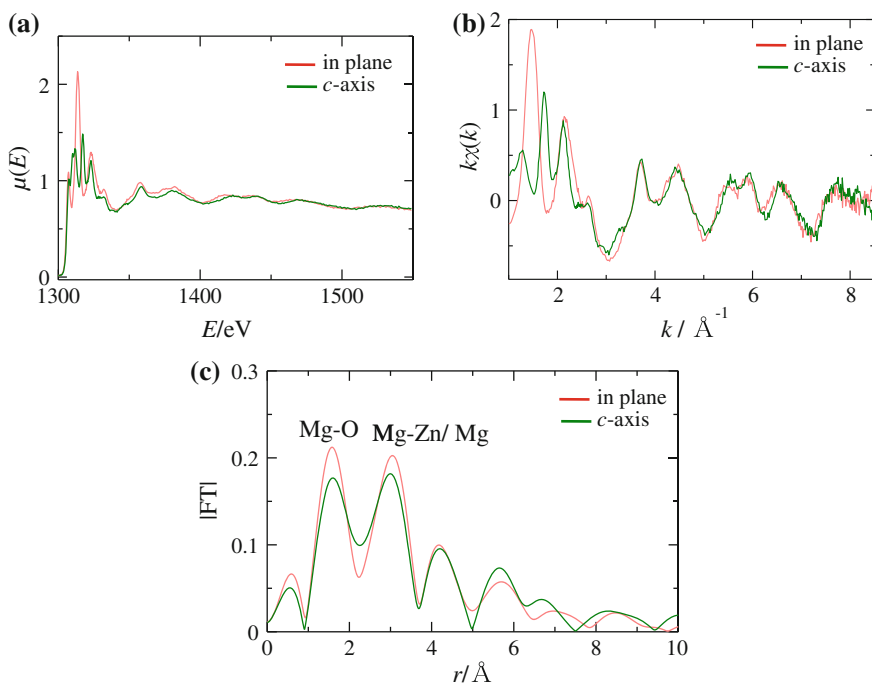 (a)
in plane
c-axis
2
1
0
μ(E)
1300
1400
1500
E/eV
(b)
in plane
c-axis
2
1
0
kχ(k)
2
4
6
8
k / Å⁻¹
(c)
0.3
in plane
c-axis
Mg-O
Mg-Zn/ Mg
0.2
0.1
0
|FT|
0
2
4
6
8
10
r/ Å